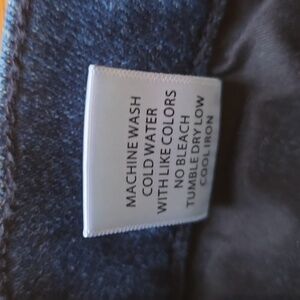 MACHINE WASH
COLD WATER
WITH LIKE COLORS
NO BLEACH
TUMBLE DRY LOW
COOL IRON